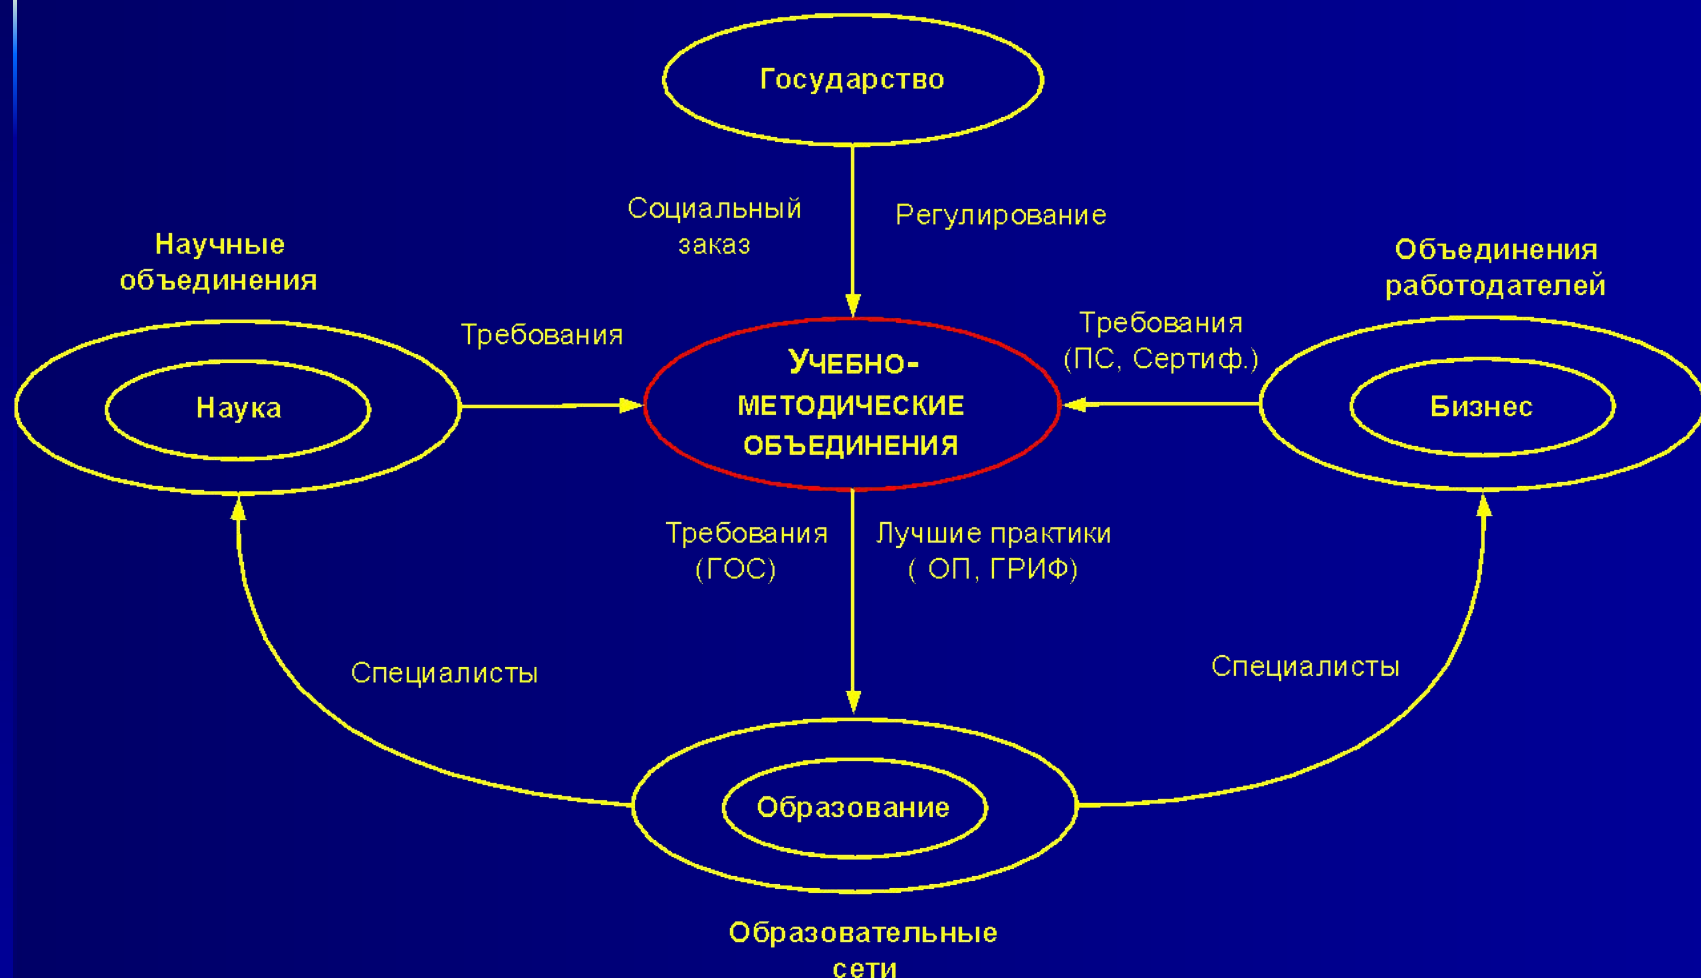 Государство
Социальный
заказ
Регулирование
Научные
объединения
Объединения
работодателей
Требования
Требования
(ПС, Сертиф.)
Наука
УЧЕБНО-
МЕТОДИЧЕСКИЕ
ОБЪЕДИНЕНИЯ
Бизнес
Требования
(ГОС)
Лучшие практики
( ОП, ГРИФ)
Специалисты
Специалисты
Образование
Образовательные
сети